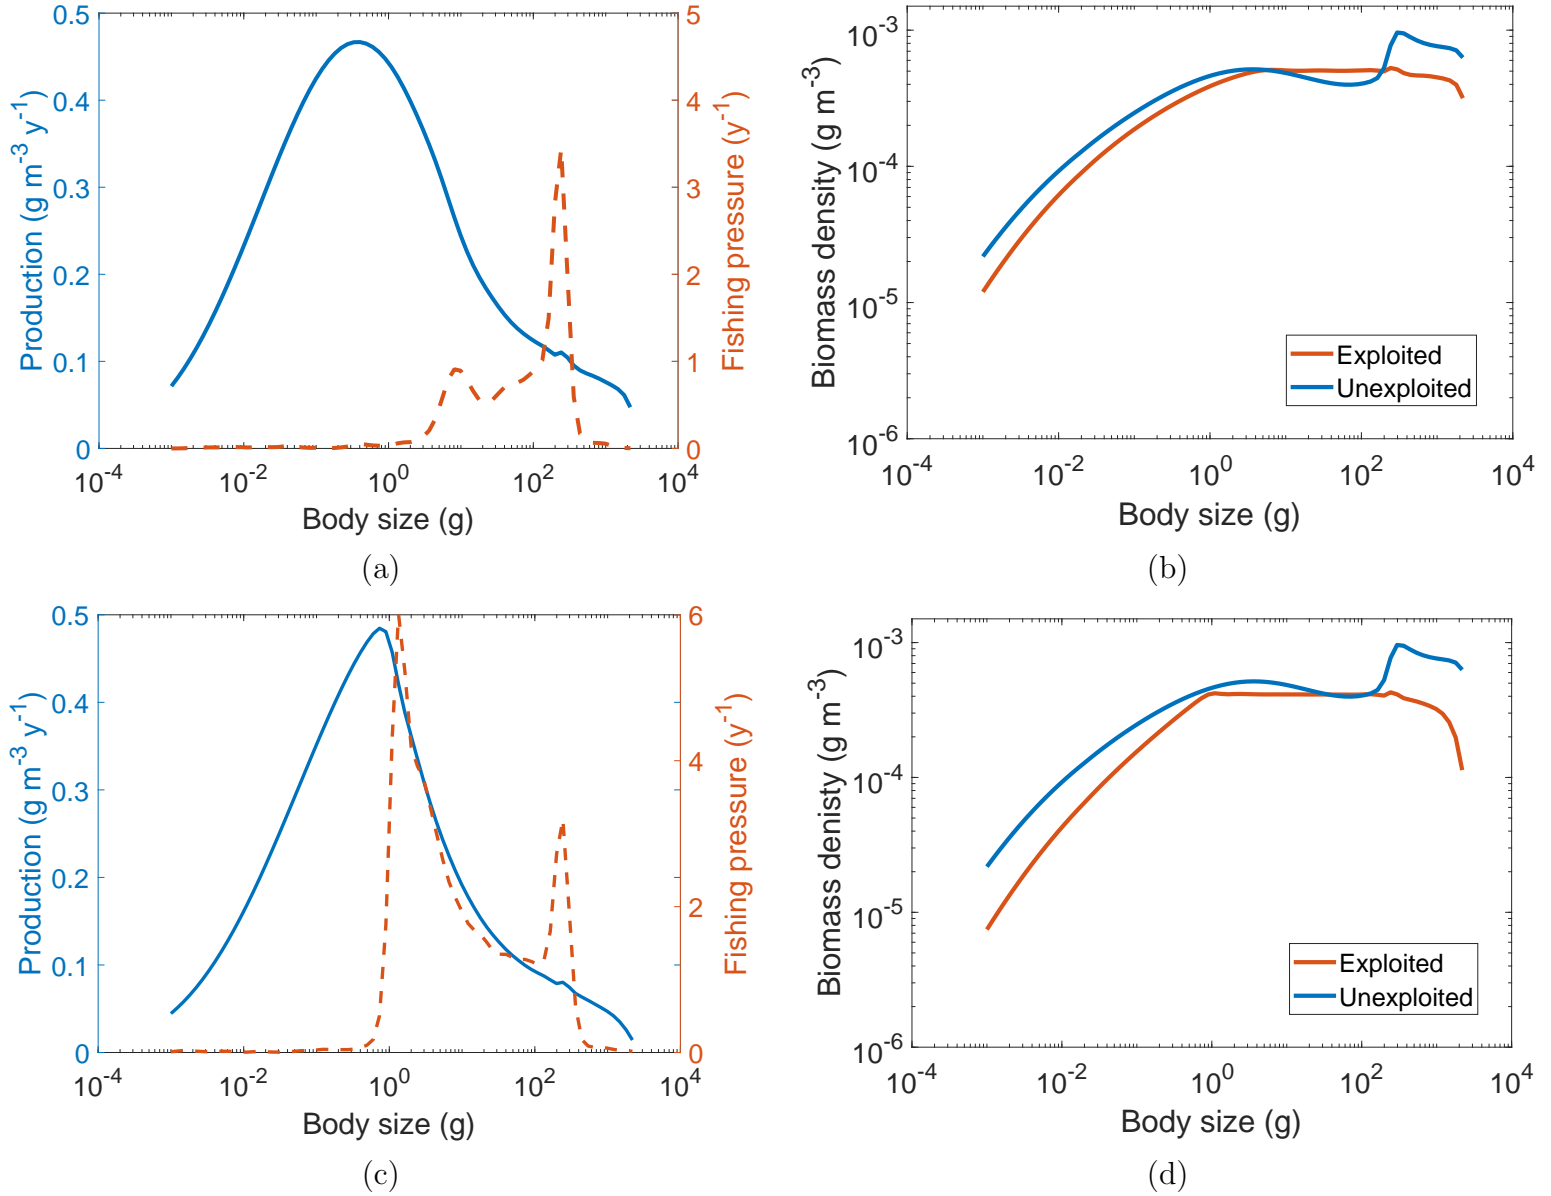 0.5
0.4
0.3
0.2
0.1
0
5
4
3
2
1
0
Production (g m-3 y-1)
Fishing pressure (y-1)
10-4
10-2
100
102
104
Body size (g)
(a)
10-3
10-4
10-5
10-6
Biomass density (g m-3)
Exploited
Unexploited
10-4
10-2
100
102
104
Body size (g)
(b)
0.5
0.4
0.3
0.2
0.1
0
6
4
2
0
Production (g m-3 y-1)
Fishing pressure (y-1)
10-4
10-2
100
102
104
Body size (g)
(c)
10-3
10-4
10-5
10-6
Biomass denisty (g m-3)
Exploited
Unexploited
10-4
10-2
100
102
104
Body size (g)
(d)